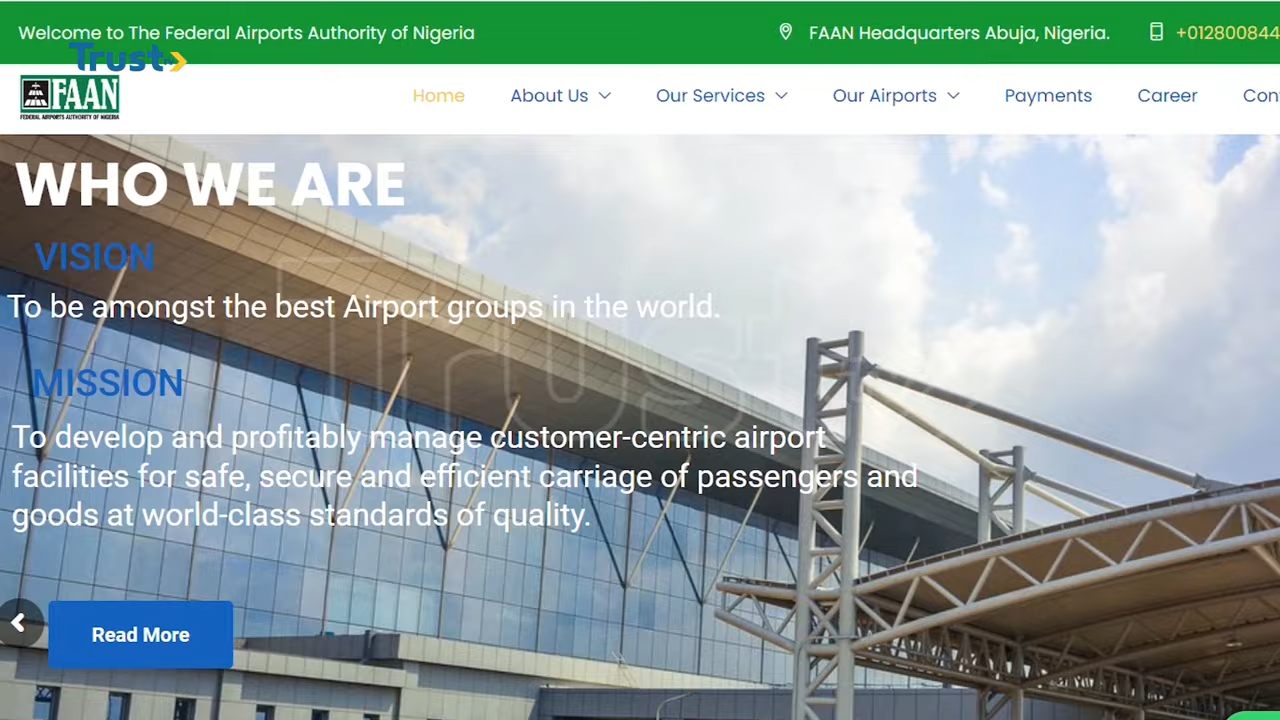 Welcome to The Federal Airports Authority of Nigeria
FAAN Headquarters Abuja, Nigeria.
+012800844
Trust
FAAN
FEDERAL AIRPORTS AUTHORITY OF NIGERIA
Home
About Us
Our Services
Our Airports
Payments
Career
Con
WHO WE ARE
VISION
To be amongst the best Airport groups in the world.
Trust
MISSION
To develop and profitably manage customer-centric airport
facilities for safe, secure and efficient carriage of passengers and
goods at world-class standards of quality.
Read More